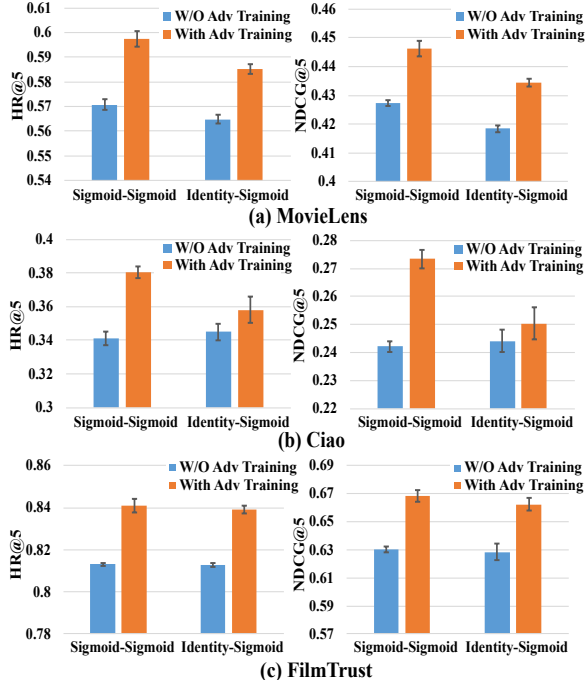 0.61
0.6
0.59
0.58
0.57
0.56
0.55
0.54
HR@5
W/O Adv Training
With Adv Training
Sigmoid-Sigmoid Identity-Sigmoid
0.46
0.45
0.44
0.43
0.42
0.41
0.4
NDCG@5
W/O Adv Training
With Adv Training
Sigmoid-Sigmoid Identity-Sigmoid
(a) MovieLens
0.4
0.38
0.36
0.34
0.32
0.3
HR@5
W/O Adv Training
With Adv Training
Sigmoid-Sigmoid Identity-Sigmoid
0.28
0.27
0.26
0.25
0.24
0.23
0.22
NDCG@5
W/O Adv Training
With Adv Training
Sigmoid-Sigmoid Identity-Sigmoid
(b) Ciao
0.86
0.84
0.82
0.8
0.78
HR@5
W/O Adv Training
With Adv Training
Sigmoid-Sigmoid Identity-Sigmoid
0.69
0.67
0.65
0.63
0.61
0.59
0.57
NDCG@5
W/O Adv Training
With Adv Training
Sigmoid-Sigmoid Identity-Sigmoid
(c) FilmTrust